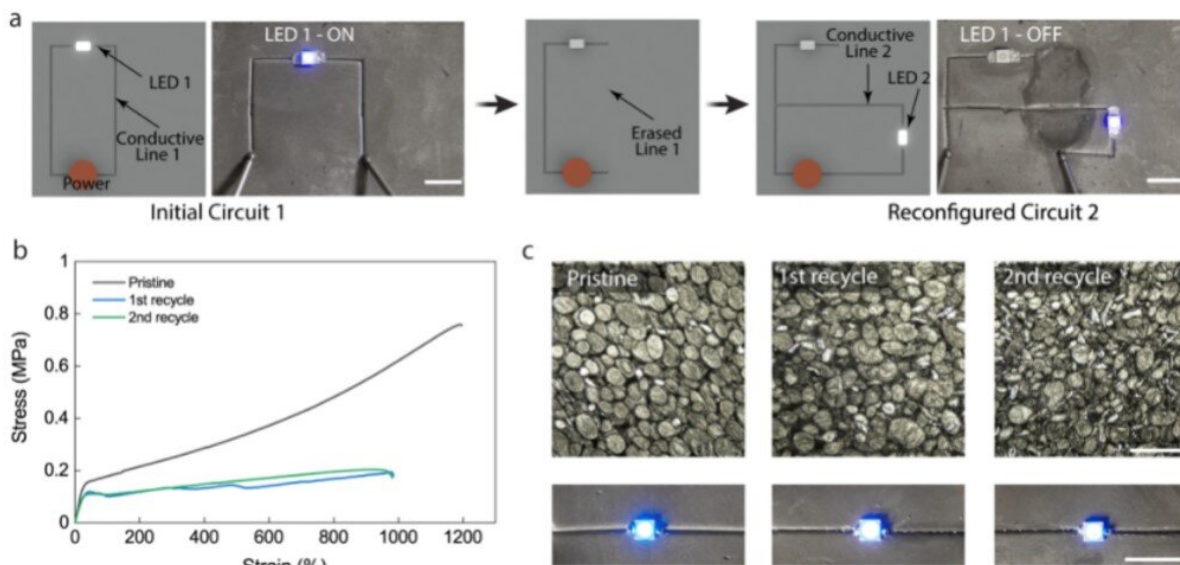 a
LED 1
Conductive
Line 1
Power
LED 1 - ON
Initial Circuit 1
Erased
Line 1
Conductive
Line 2
LED 2
LED 1 - OFF
Reconfigured Circuit 2
b
Stress (MPa)
1
0.8
0.6
0.4
0.2
0
Pristine
1st recycle
2nd recycle
0 200 400 600 800 1000 1200
Strain (%)
c
Pristine
1st recycle
2nd recycle